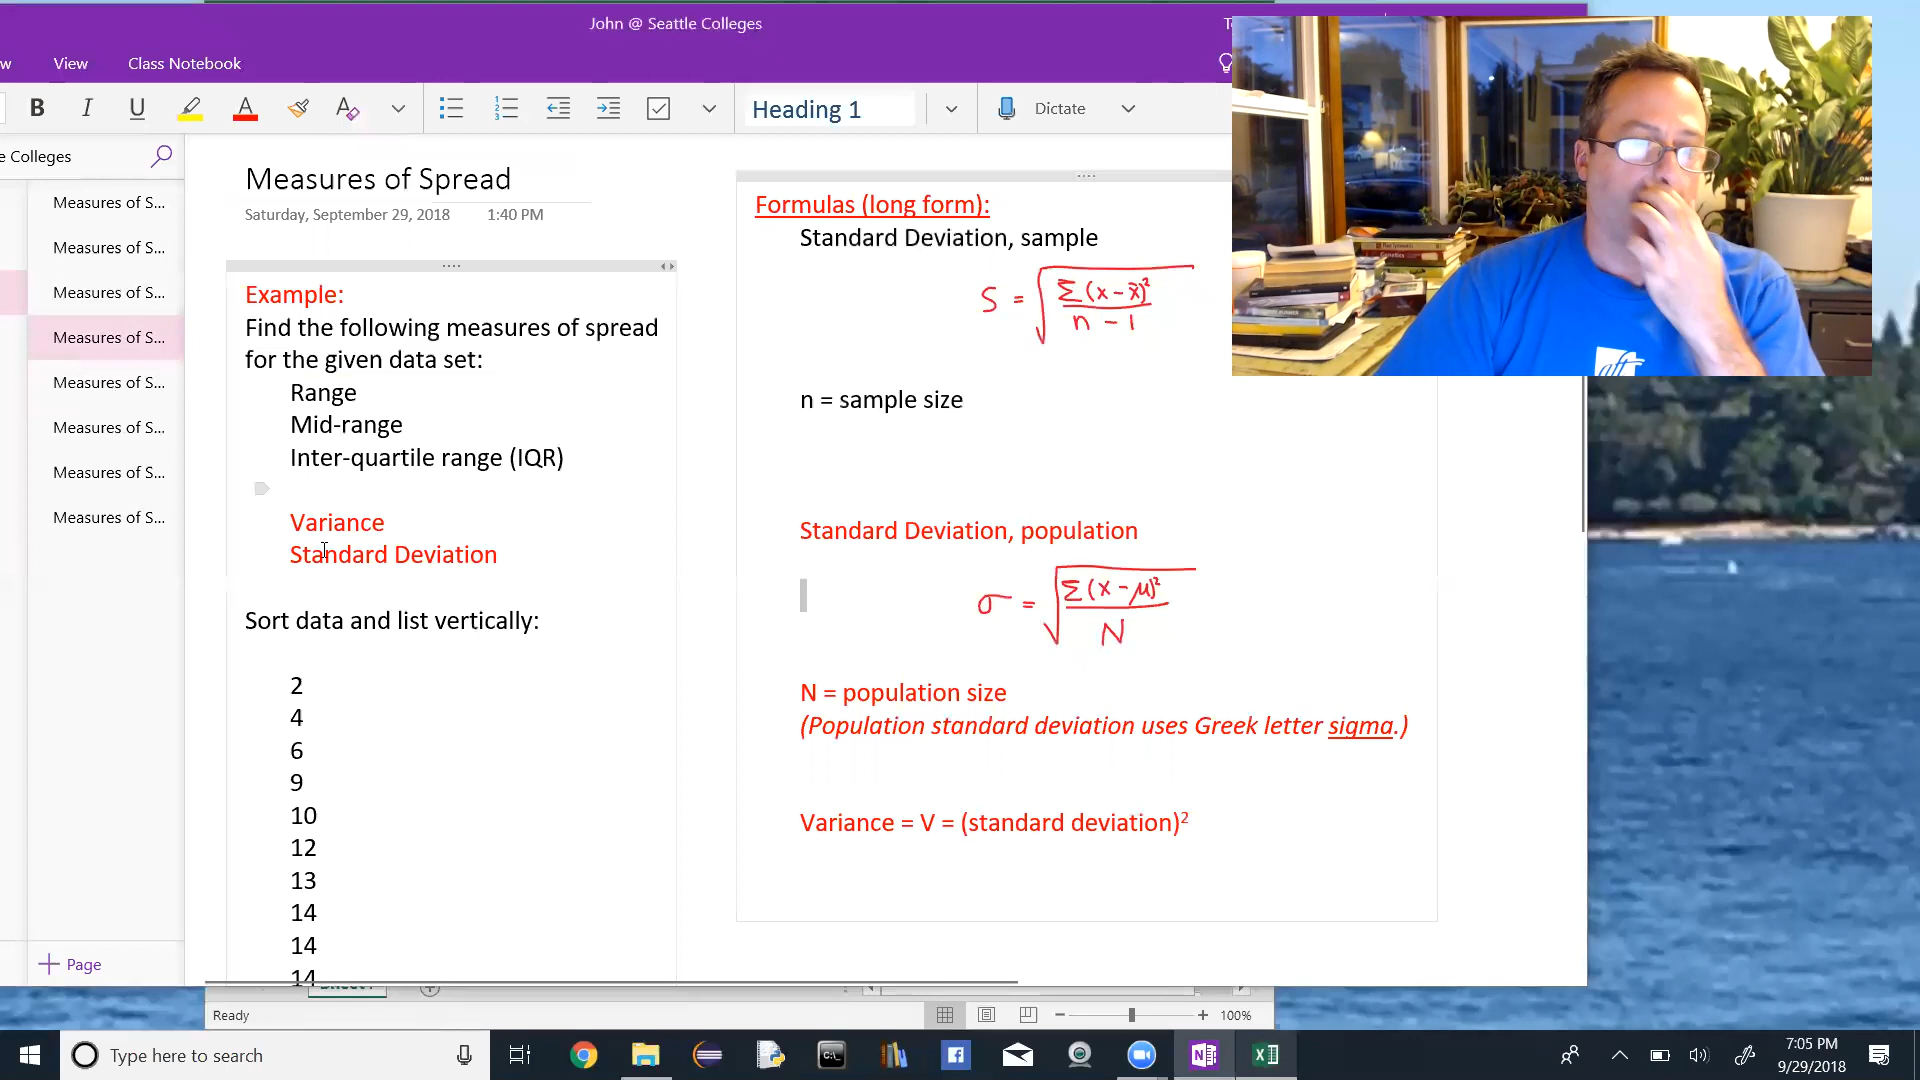 John @ Seattle Colleges
w
View
Class Notebook
B
I
U
A
A
Heading 1
Dictate
e Colleges
Measures of S...
Measures of S...
Measures of S...
Measures of S...
Measures of S...
Measures of S...
Measures of S...
Measures of S...
Page
Measures of Spread
Saturday, September 29, 2018 1:40 PM
Example:
Find the following measures of spread
for the given data set:
Range
Mid-range
Inter-quartile range (IQR)
Variance
Standard Deviation
Sort data and list vertically:
2
4
6
9
10
12
13
14
14
14
Formulas (long form):
Standard Deviation, sample
S = √ Σ(x - x̄)²
n - 1
n = sample size
Standard Deviation, population
σ = √ Σ(x - μ)²
N
N = population size
(Population standard deviation uses Greek letter sigma.)
Variance = V = (standard deviation)²
Ready
100%
Type here to search
7:05 PM
9/29/2018